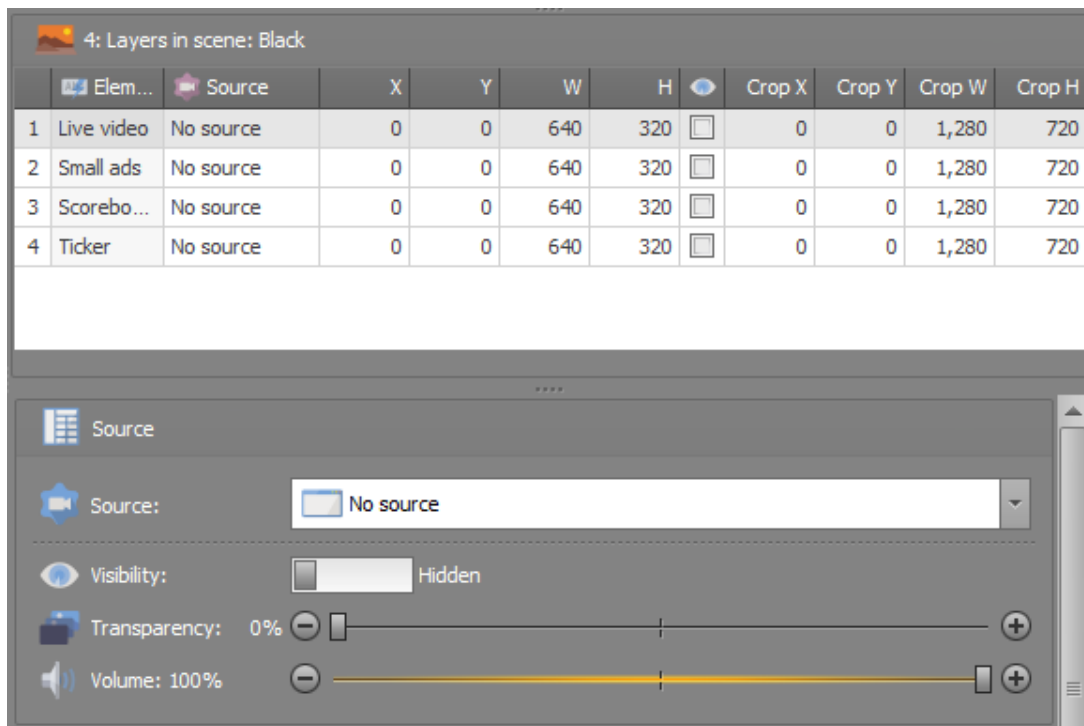 4: Layers in scene: Black
Elem... Source X Y W H Crop X Crop Y Crop W Crop H
1 Live video No source 0 0 640 320 0 0 1,280 720
2 Small ads No source 0 0 640 320 0 0 1,280 720
3 Scorebo... No source 0 0 640 320 0 0 1,280 720
4 Ticker No source 0 0 640 320 0 0 1,280 720
Source
Source: No source
Visibility: Hidden
Transparency: 0%
Volume: 100%